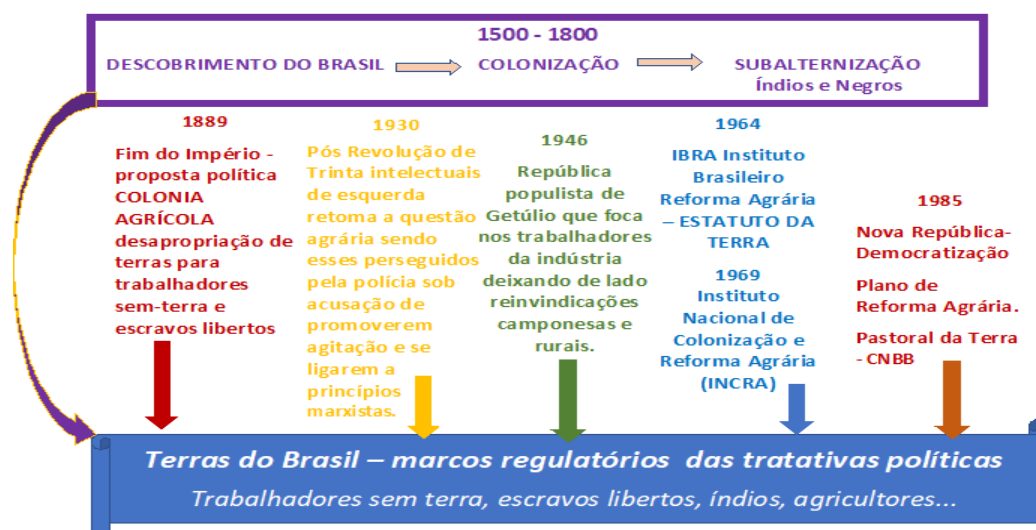 1500 - 1800
DESCOBRIMENTO DO BRASIL
COLONIZAÇÃO
SUBALTERNIZAÇÃO
Índios e Negros
1889
Fim do Império -
proposta política
COLONIA
AGRÍCOLA
desapropriação de
terras para
trabalhadores
sem-terra e
escravos libertos
1930
Pós Revolução de
Trinta intelectuais
de esquerda
retoma a questão
agrária sendo
esses perseguidos
pela polícia sob
acusação de
promoverem
agitação e se
ligarem a
princípios
marxistas.
1946
República
populista de
Getúlio que foca
nos trabalhadores
da indústria
deixando de lado
reinvindicações
camponesas e
rurais.
1964
IBRA Instituto
Brasileiro
Reforma Agrária
– ESTATUTO DA
TERRA
1969
Instituto
Nacional de
Colonização e
Reforma Agrária
(INCRA)
1985
Nova República-
Democratização
Plano de
Reforma Agrária.
Pastoral da Terra
- CNBB
Terras do Brasil – marcos regulatórios das tratativas políticas
Trabalhadores sem terra, escravos libertos, índios, agricultores...